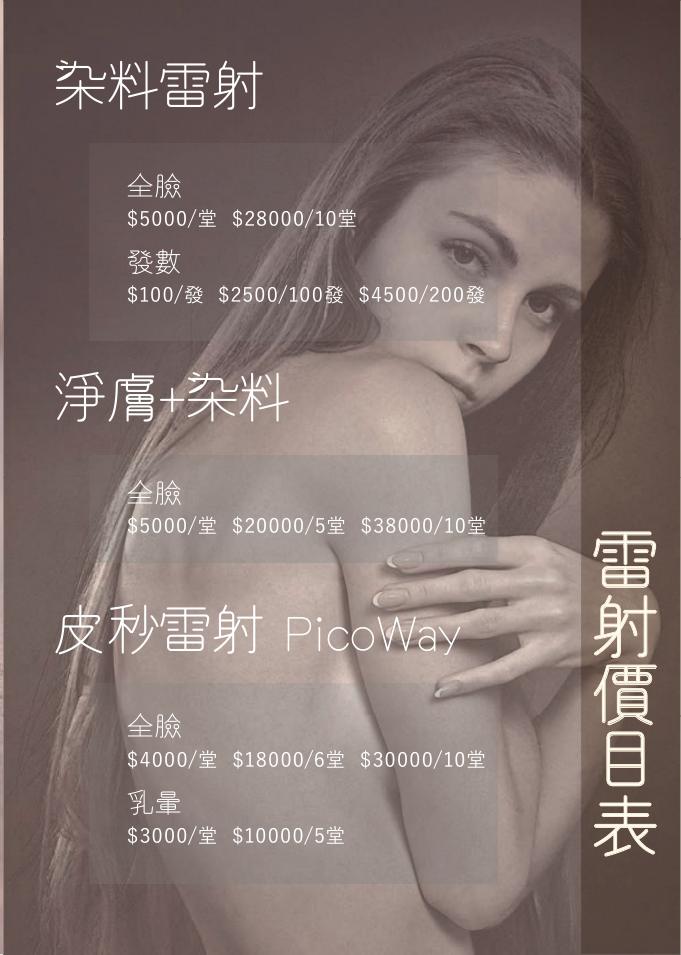 染料雷射
全臉
$5000/堂 $28000/10堂
發數
$100/發 $2500/100發 $4500/200發
淨膚+染料
全臉
$5000/堂 $20000/5堂 $38000/10堂
皮秒雷射 PicoWay
全臉
$4000/堂 $18000/6堂 $30000/10堂
乳暈
$3000/堂 $10000/5堂
雷射價目表